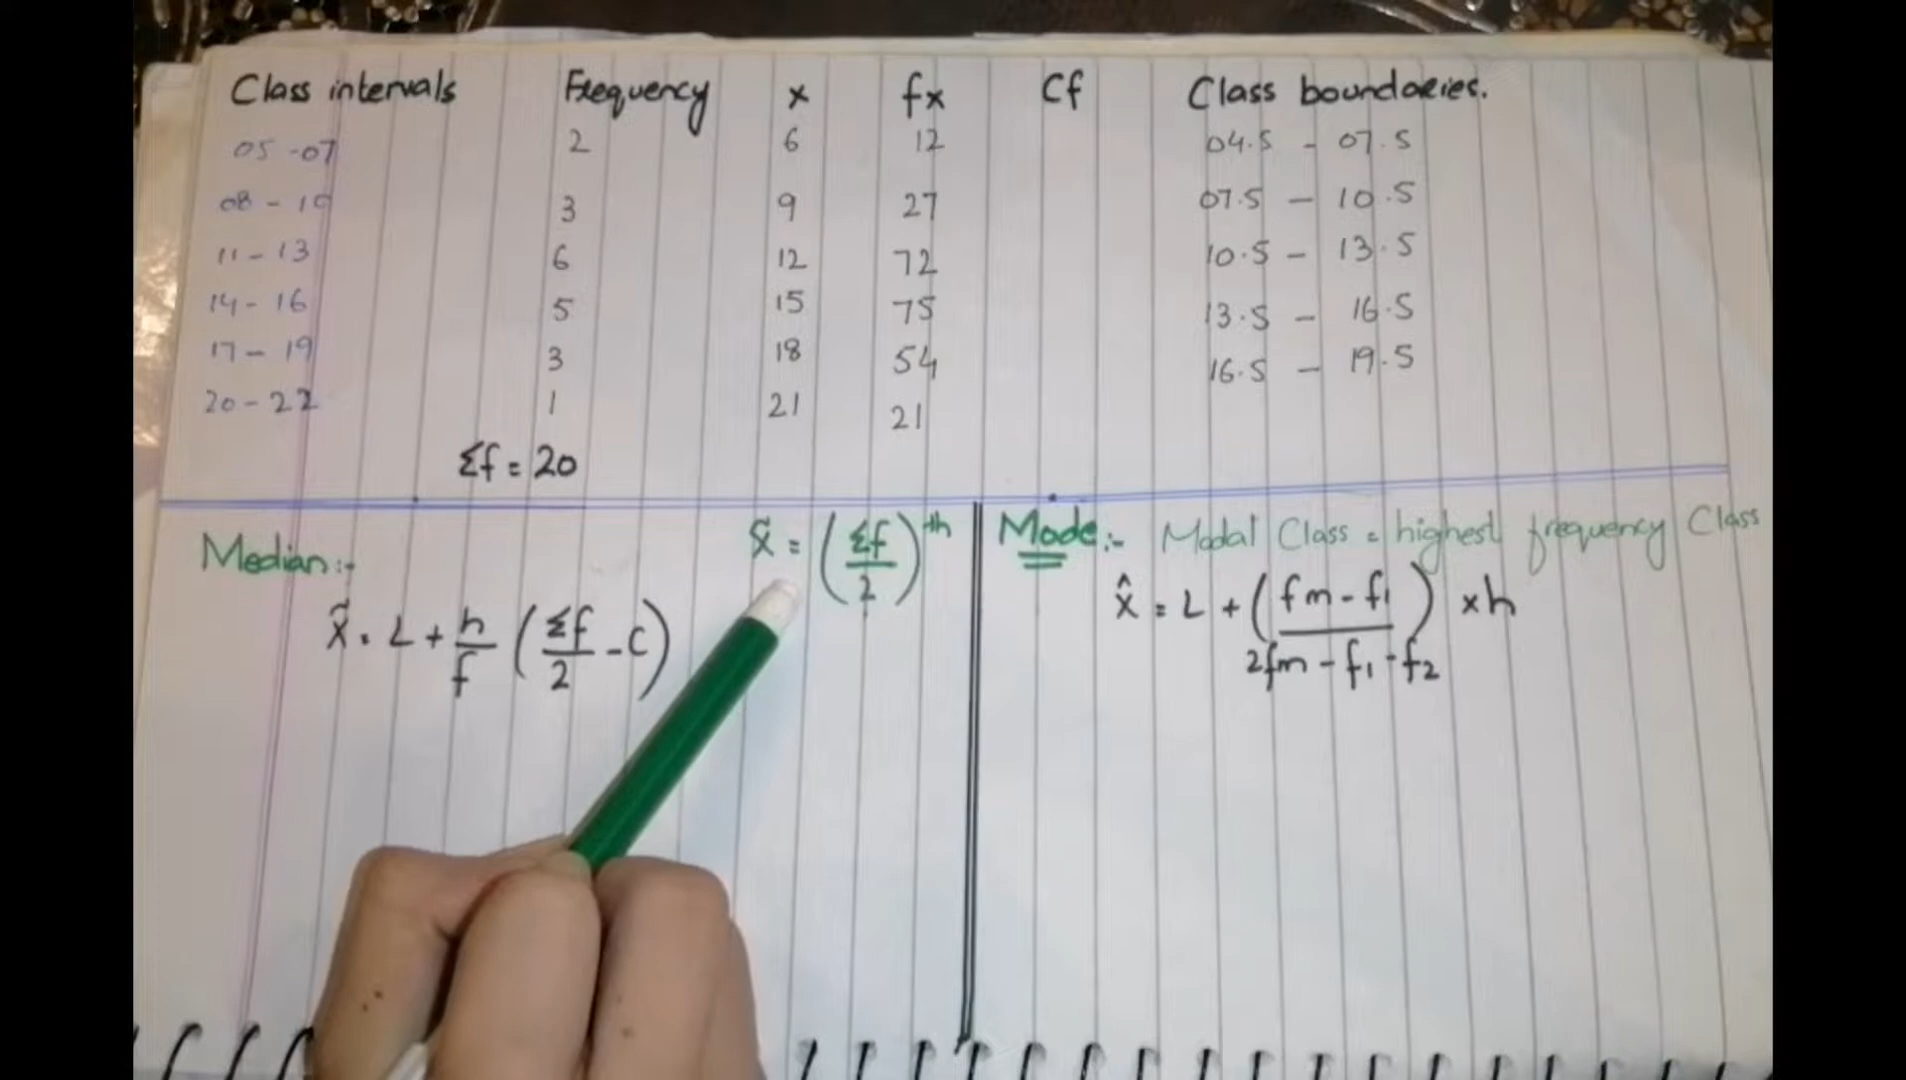 Class intervals Frequency x fx Cf Class boundaries.
05-07 2 6 12 04.5 - 07.5
08 - 10 3 9 27 07.5 - 10.5
11 - 13 6 12 72 10.5 - 13.5
14 - 16 5 15 75 13.5 - 16.5
17 - 19 3 18 54 16.5 - 19.5
20 - 22 1 21 21
Σf = 20
Median:- x̃ = (Σf/2)th
x̃ = L + h/f (Σf/2 - C)
Mode:- Modal Class = highest frequency Class
x̂ = L + (fm - f1 / 2fm - f1 - f2) × h